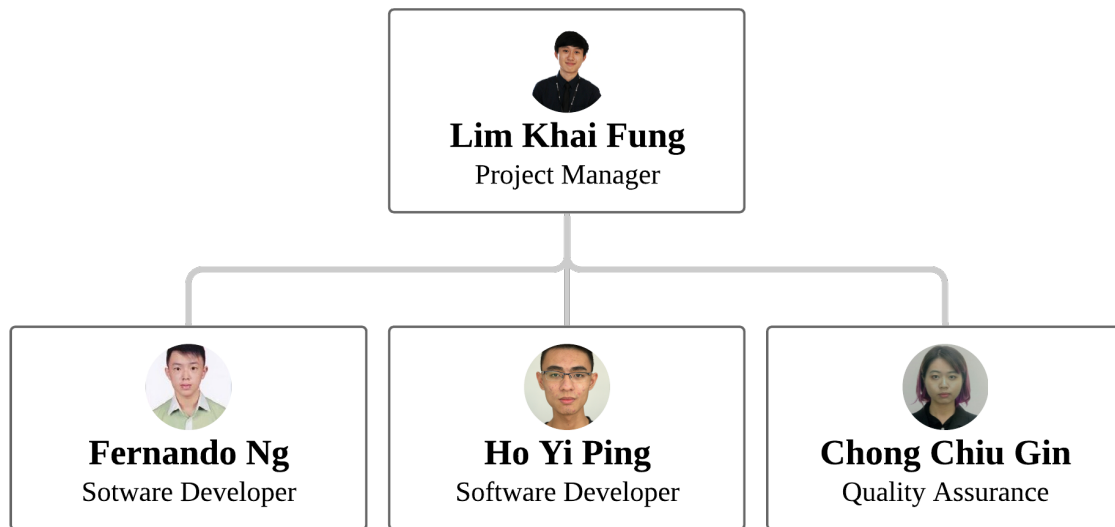 Lim Khai Fung
Project Manager
Fernando Ng
Sotware Developer
Ho Yi Ping
Software Developer
Chong Chiu Gin
Quality Assurance